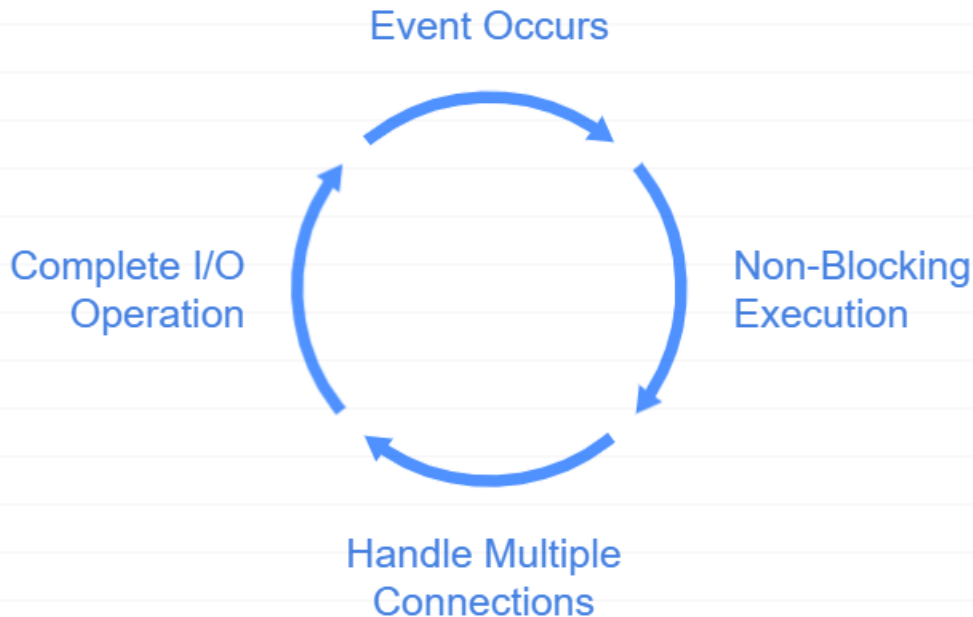 Event Occurs
Non-Blocking
Execution
Handle Multiple
Connections
Complete I/O
Operation